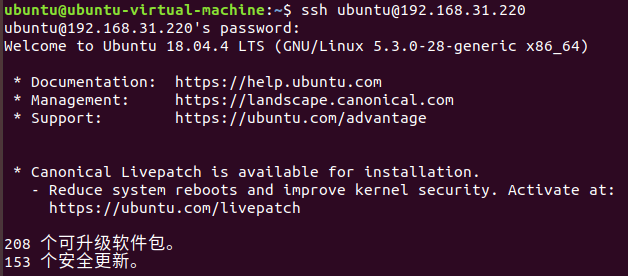 ubuntu@ubuntu-virtual-machine:~$ ssh ubuntu@192.168.31.220
ubuntu@192.168.31.220's password:
Welcome to Ubuntu 18.04.4 LTS (GNU/Linux 5.3.0-28-generic x86_64)
* Documentation:  https://help.ubuntu.com
* Management:     https://landscape.canonical.com
* Support:        https://ubuntu.com/advantage
* Canonical Livepatch is available for installation.
- Reduce system reboots and improve kernel security. Activate at:
https://ubuntu.com/livepatch
208 个可升级软件包。
153 个安全更新。